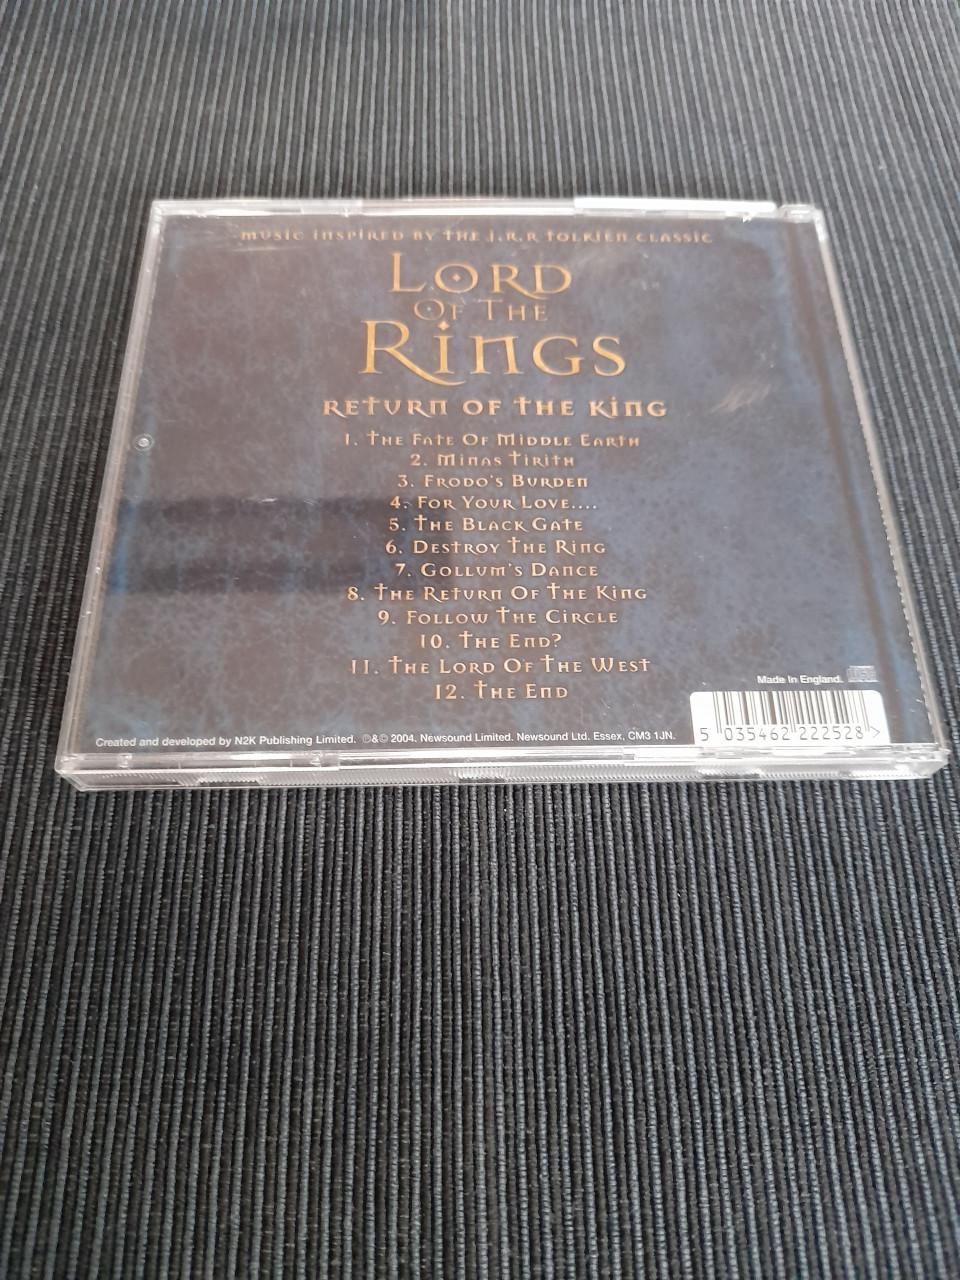 MUSIC INSPIRED BY THE J.R.R TOLKIEN CLASSIC
LORD
OF THE
RINGS
RETURN OF THE KING
1. THE FATE OF MIDDLE EARTH
2. MINAS TIRITH
3. FRODO'S BURDEN
4. FOR YOUR LOVE....
5. THE BLACK GATE
6. DESTROY THE RING
7. GOLLUM'S DANCE
8. THE RETURN OF THE KING
9. FOLLOW THE CIRCLE
10. THE END?
11. THE LORD OF THE WEST
12. THE END
Made In England.
Created and developed by N2K Publishing Limited. ℗&© 2004. Newsound Limited. Newsound Ltd. Essex, CM3 1JN.
5 035462 222528 >